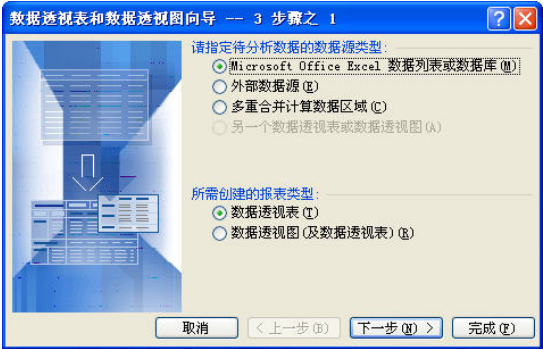 数据透视表和数据透视图向导 -- 3 步骤之 1
请指定待分析数据的数据源类型:
Microsoft Office Excel 数据列表或数据库(M)
外部数据源(E)
多重合并计算数据区域(C)
另一个数据透视表或数据透视图(A)
所需创建的报表类型:
数据透视表(T)
数据透视图(及数据透视表)(R)
取消 < 上一步(B) 下一步(N) > 完成(F)